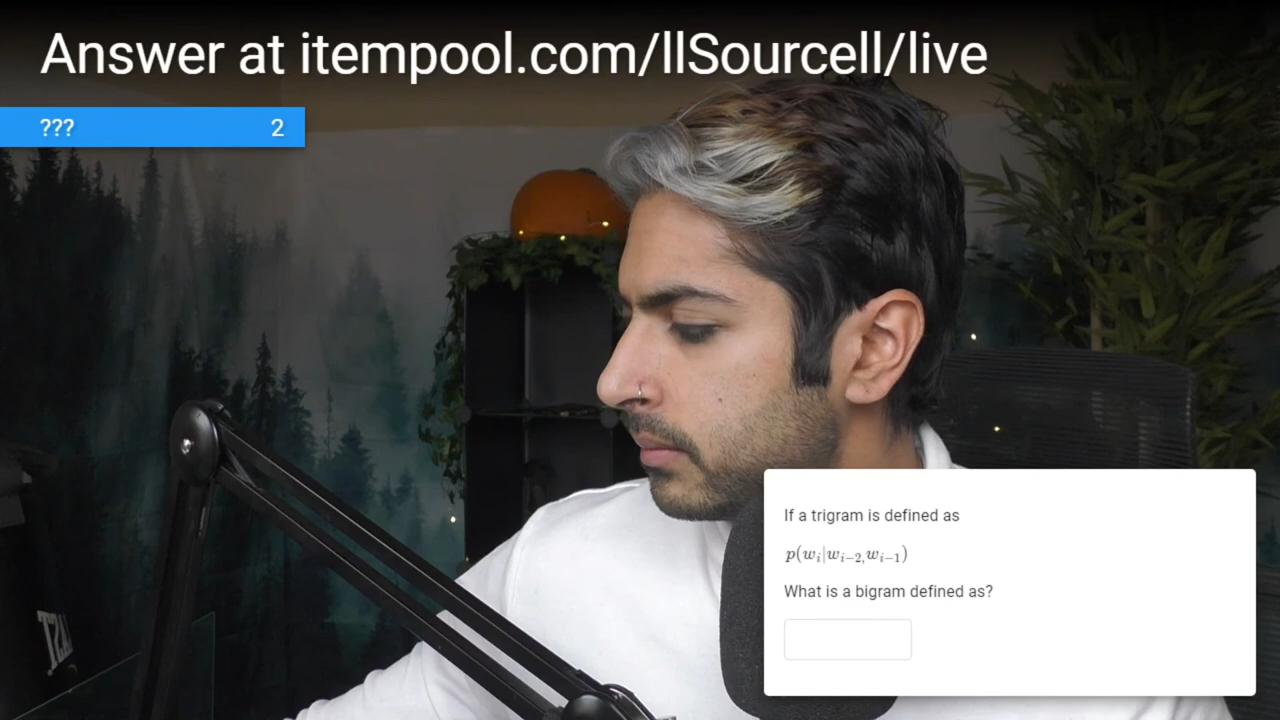 Answer at itempool.com/llSourcell/live
??? 2
If a trigram is defined as
p(w_i|w_{i-2,}w_{i-1})
What is a bigram defined as?